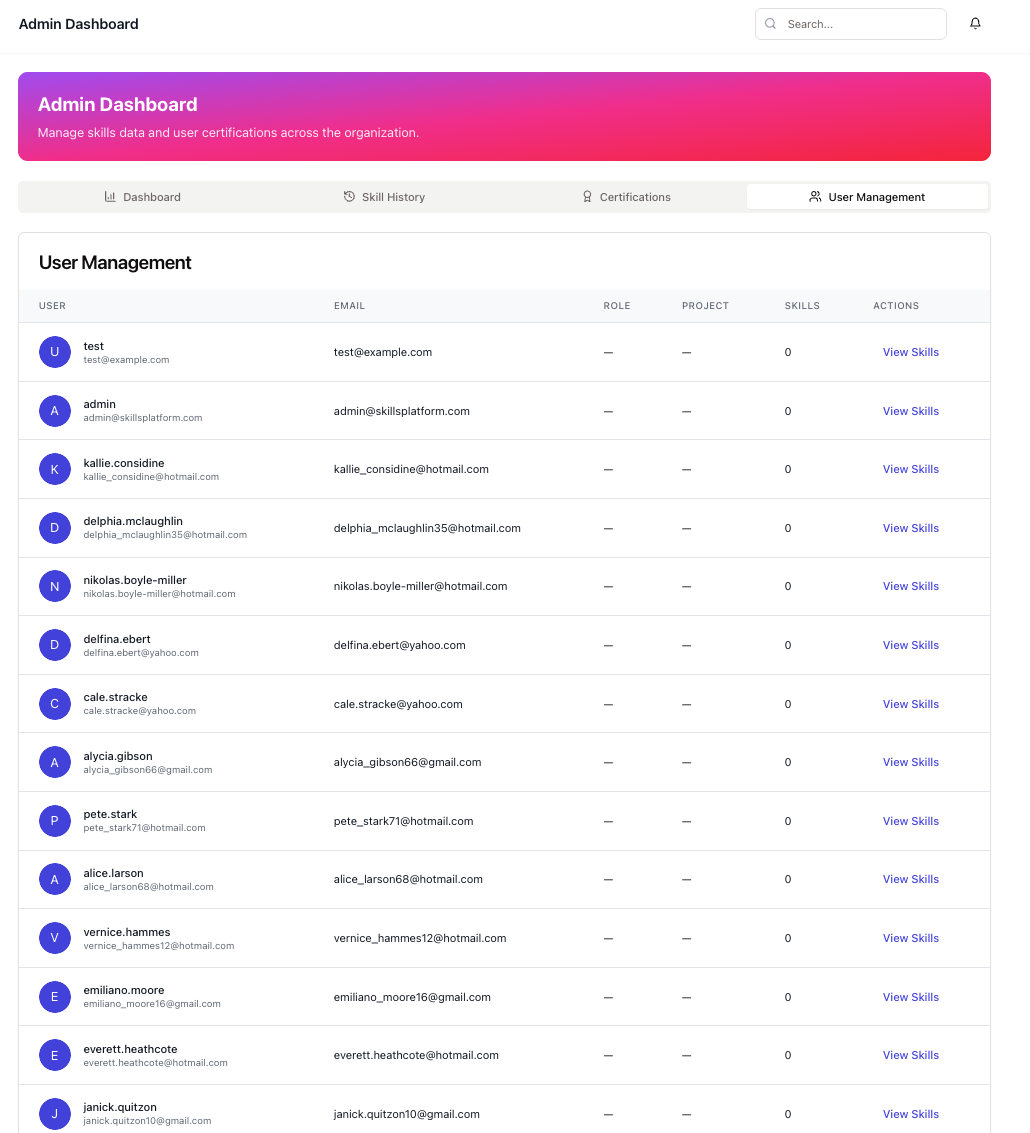 Admin Dashboard
Search...
Admin Dashboard
Manage skills data and user certifications across the organization.
Dashboard Skill History Certifications User Management
User Management
USER EMAIL ROLE PROJECT SKILLS ACTIONS
U test test@example.com — — 0 View Skills
test@example.com
A admin admin@skillsplatform.com — — 0 View Skills
admin@skillsplatform.com
K kallie.considine kallie_considine@hotmail.com — — 0 View Skills
kallie_considine@hotmail.com
D delphia.mclaughlin delphia_mclaughlin35@hotmail.com — — 0 View Skills
delphia_mclaughlin35@hotmail.com
N nikolas.boyle-miller nikolas.boyle-miller@hotmail.com — — 0 View Skills
nikolas.boyle-miller@hotmail.com
D delfina.ebert delfina.ebert@yahoo.com — — 0 View Skills
delfina.ebert@yahoo.com
C cale.stracke cale.stracke@yahoo.com — — 0 View Skills
cale.stracke@yahoo.com
A alycia.gibson alycia_gibson66@gmail.com — — 0 View Skills
alycia_gibson66@gmail.com
P pete.stark pete_stark71@hotmail.com — — 0 View Skills
pete_stark71@hotmail.com
A alice.larson alice_larson68@hotmail.com — — 0 View Skills
alice_larson68@hotmail.com
V vernice.hammes vernice_hammes12@hotmail.com — — 0 View Skills
vernice_hammes12@hotmail.com
E emiliano.moore emiliano_moore16@gmail.com — — 0 View Skills
emiliano_moore16@gmail.com
E everett.heathcote everett.heathcote@hotmail.com — — 0 View Skills
everett.heathcote@hotmail.com
J janick.quitzon janick.quitzon10@gmail.com — — 0 View Skills
janick.quitzon10@gmail.com